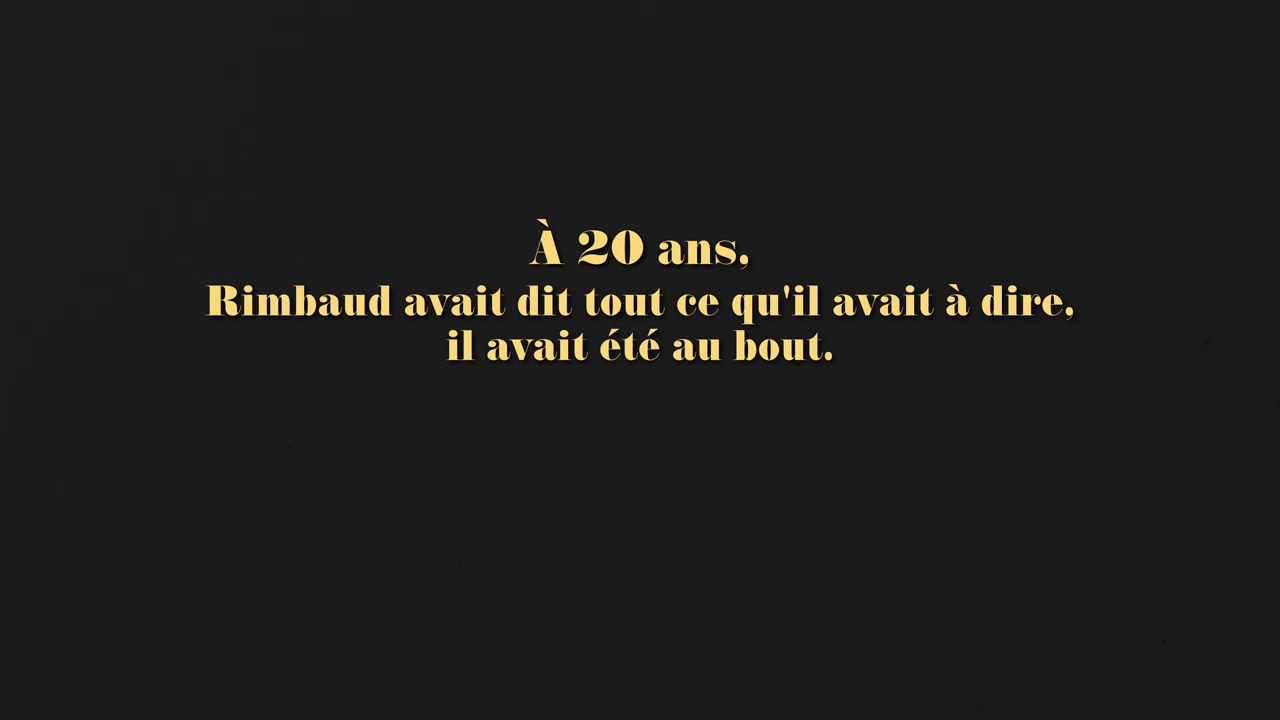 À 20 ans,
Rimbaud avait dit tout ce qu'il avait à dire,
il avait été au bout.